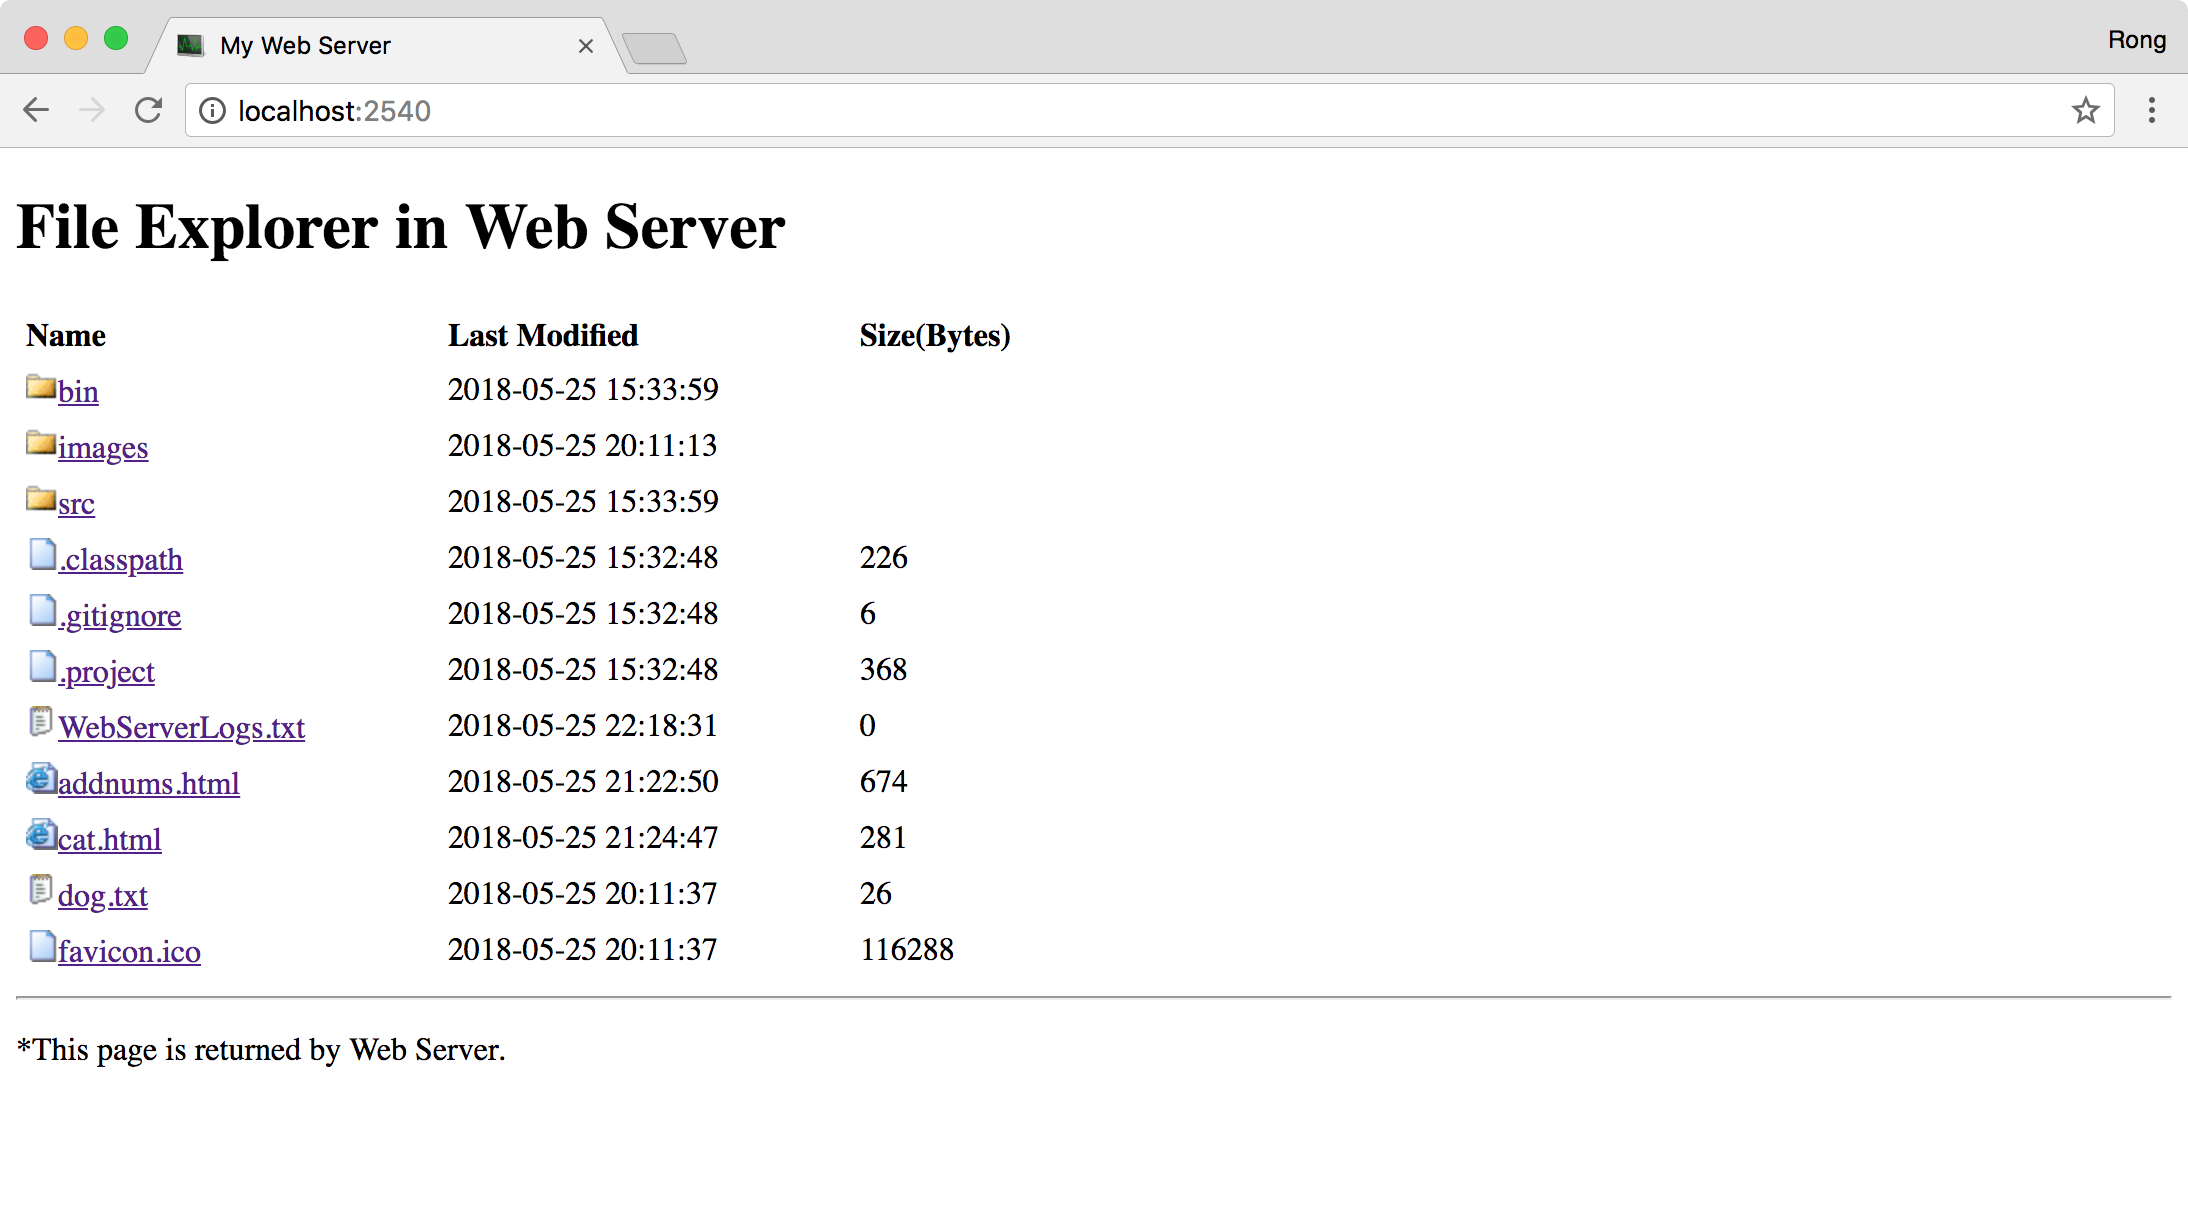 My Web Server
Rong
localhost:2540
File Explorer in Web Server
Name Last Modified Size(Bytes)
bin 2018-05-25 15:33:59
images 2018-05-25 20:11:13
src 2018-05-25 15:33:59
.classpath 2018-05-25 15:32:48 226
.gitignore 2018-05-25 15:32:48 6
.project 2018-05-25 15:32:48 368
WebServerLogs.txt 2018-05-25 22:18:31 0
addnums.html 2018-05-25 21:22:50 674
cat.html 2018-05-25 21:24:47 281
dog.txt 2018-05-25 20:11:37 26
favicon.ico 2018-05-25 20:11:37 116288
*This page is returned by Web Server.